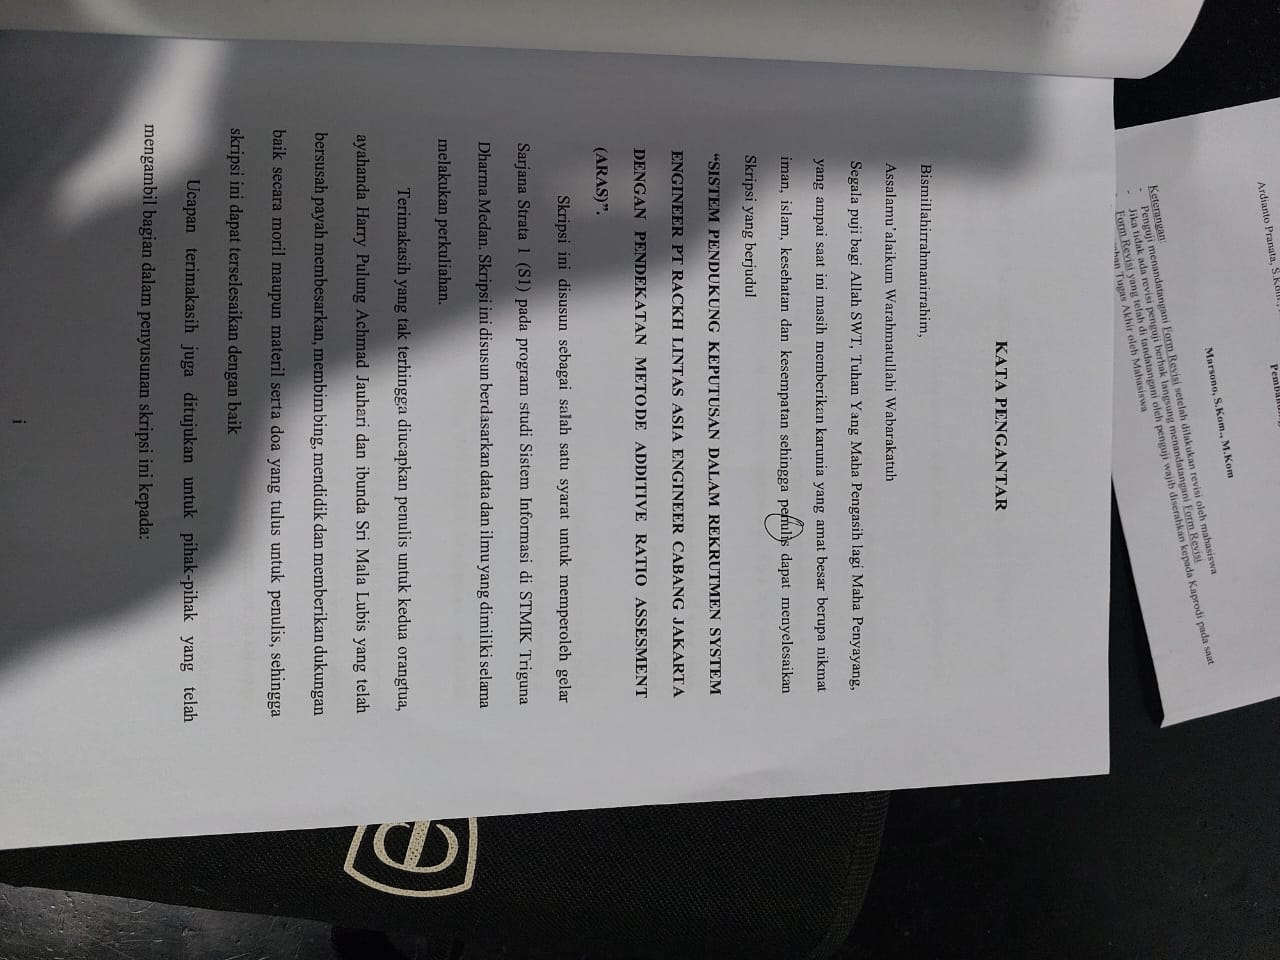 Ardianto Pranata, S.Kom.,
Marsono, S.Kom., M.Kom
Keterangan:
- Penguji menandatangani Form Revisi setelah dilakukan revisi oleh mahasiswa
- Jika tidak ada revisi penguji berhak langsung menandatangani Form Revisi
- Form Revisi yang telah di tandatangani oleh penguji wajib diserahkan kepada Kaprodi pada saat
Tugas Akhir oleh Mahasiswa
KATA PENGANTAR
Bismillahirrahmanirrahim,
Assalamu’alaikum Warahmatullahi Wabarakatuh
Segala puji bagi Allah SWT, Tuhan Yang Maha Pengasih lagi Maha Penyayang,
yang ampai saat ini masih memberikan karunia yang amat besar berupa nikmat
iman, islam, kesehatan dan kesempatan sehingga penulis dapat menyelesaikan
Skripsi yang berjudul
“SISTEM PENDUKUNG KEPUTUSAN DALAM REKRUTMEN SYSTEM
ENGINEER PT RACKH LINTAS ASIA ENGINEER CABANG JAKARTA
DENGAN PENDEKATAN METODE ADDITIVE RATIO ASSESMENT
(ARAS)”.
Skripsi ini disusun sebagai salah satu syarat untuk memperoleh gelar
Sarjana Strata 1 (S1) pada program studi Sistem Informasi di STMIK Triguna
Dharma Medan. Skripsi ini disusun berdasarkan data dan ilmu yang dimiliki selama
melakukan perkuliahan.
Terimakasih yang tak terhingga diucapkan penulis untuk kedua orangtua,
ayahanda Harry Pulung Achmad Jauhari dan ibunda Sri Mala Lubis yang telah
bersusah payah membesarkan, membimbing, mendidik dan memberikan dukungan
baik secara moril maupun materil serta doa yang tulus untuk penulis, sehingga
skripsi ini dapat terselesaikan dengan baik
Ucapan terimakasih juga ditujukan untuk pihak-pihak yang telah
mengambil bagian dalam penyusunan skripsi ini kepada:
i